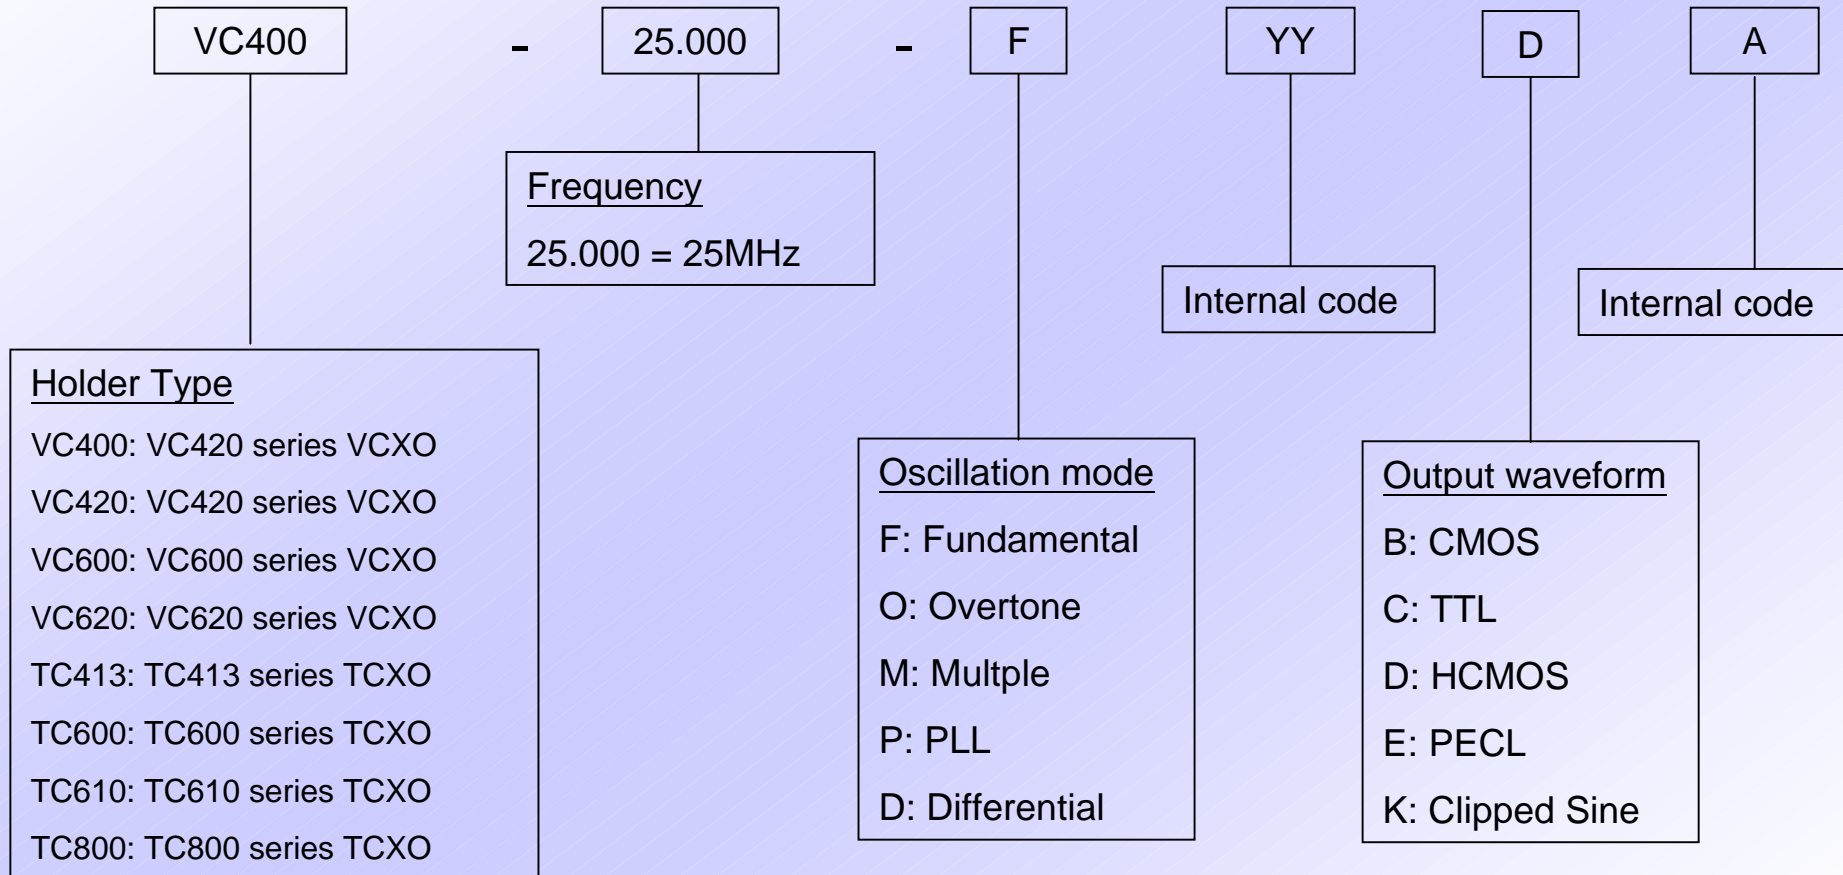 VC400 - 25.000 - F YY D A
Frequency
25.000 = 25MHz
Internal code
Internal code
Holder Type
VC400: VC420 series VCXO
VC420: VC420 series VCXO
VC600: VC600 series VCXO
VC620: VC620 series VCXO
TC413: TC413 series TCXO
TC600: TC600 series TCXO
TC610: TC610 series TCXO
TC800: TC800 series TCXO
Oscillation mode
F: Fundamental
O: Overtone
M: Multple
P: PLL
D: Differential
Output waveform
B: CMOS
C: TTL
D: HCMOS
E: PECL
K: Clipped Sine